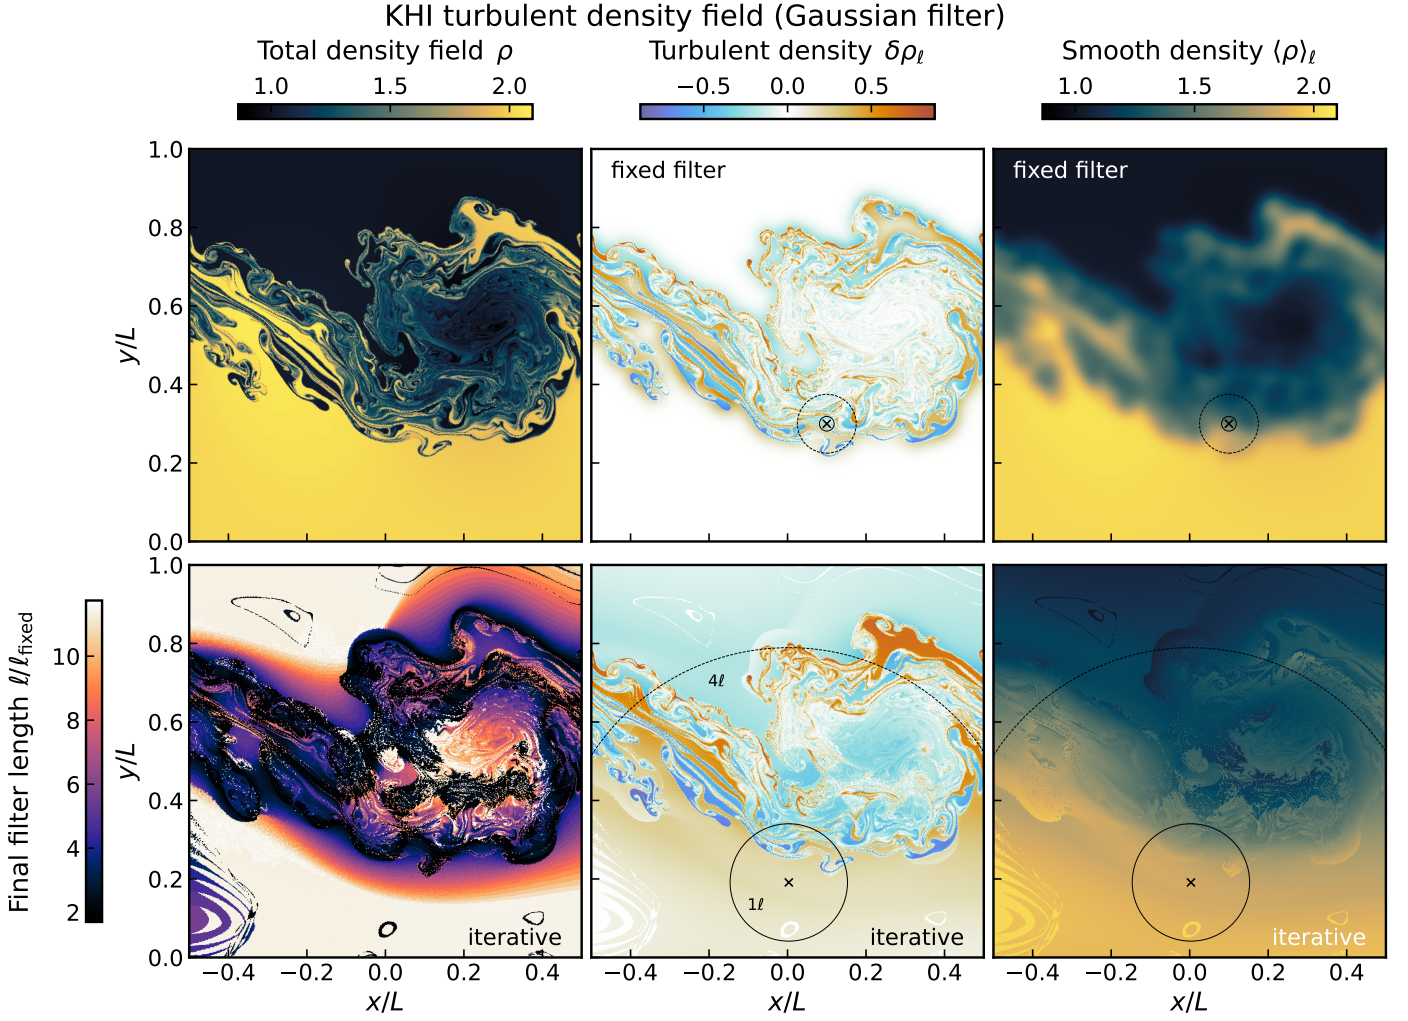 KHI turbulent density field (Gaussian filter)
Total density field ρ
Turbulent density δρ_ℓ
Smooth density ⟨ρ⟩_ℓ
1.0 1.5 2.0
−0.5 0.0 0.5
1.0 1.5 2.0
1.0
0.8
0.6
0.4
0.2
0.0
y/L
fixed filter
fixed filter
Final filter length ℓ/ℓ_fixed
10
8
6
4
2
1.0
0.8
0.6
0.4
0.2
0.0
y/L
4ℓ
1ℓ
iterative
iterative
iterative
−0.4 −0.2 0.0 0.2 0.4
−0.4 −0.2 0.0 0.2 0.4
−0.4 −0.2 0.0 0.2 0.4
x/L
x/L
x/L